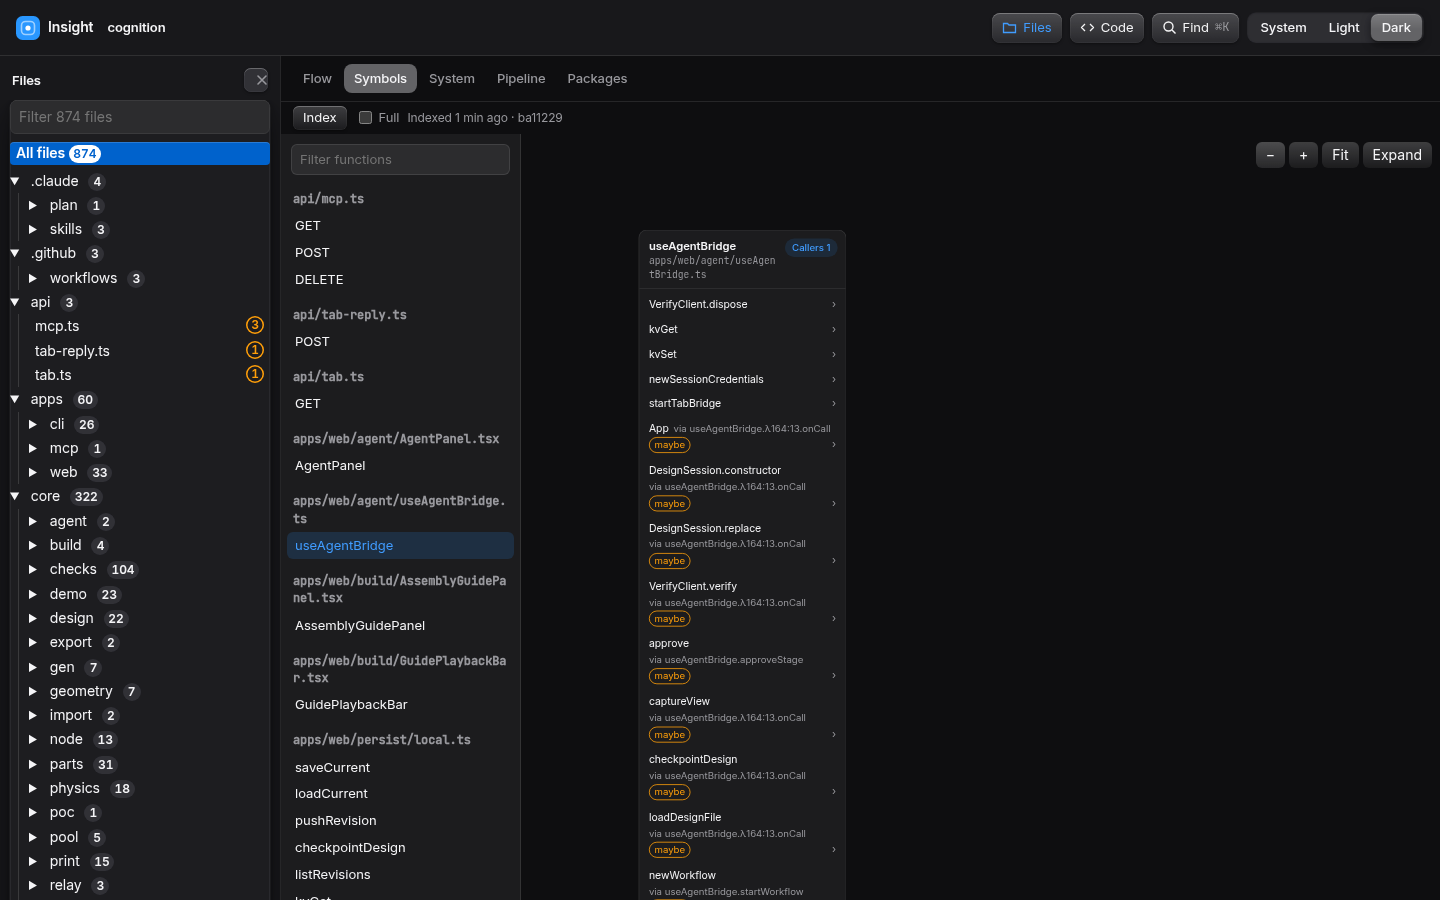 Insight cognition
Files Code Find ⌘K System Light Dark
Files
Filter 874 files
All files 874
.claude 4
plan 1
skills 3
.github 3
workflows 3
api 3
mcp.ts 3
tab-reply.ts 1
tab.ts 1
apps 60
cli 26
mcp 1
web 33
core 322
agent 2
build 4
checks 104
demo 23
design 22
export 2
gen 7
geometry 7
import 2
node 13
parts 31
physics 18
poc 1
pool 5
print 15
relay 3
Flow Symbols System Pipeline Packages
Index Full Indexed 1 min ago · ba11229
Filter functions
api/mcp.ts
GET
POST
DELETE
api/tab-reply.ts
POST
api/tab.ts
GET
apps/web/agent/AgentPanel.tsx
AgentPanel
apps/web/agent/useAgentBridge.
ts
useAgentBridge
apps/web/build/AssemblyGuidePa
nel.tsx
AssemblyGuidePanel
apps/web/build/GuidePlaybackBa
r.tsx
GuidePlaybackBar
apps/web/persist/local.ts
saveCurrent
loadCurrent
pushRevision
checkpointDesign
listRevisions
kvGet
− + Fit Expand
useAgentBridge Callers 1
apps/web/agent/useAgen
tBridge.ts
VerifyClient.dispose ›
kvGet ›
kvSet ›
newSessionCredentials ›
startTabBridge ›
App via useAgentBridge.λ164:13.onCall
maybe ›
DesignSession.constructor
via useAgentBridge.λ164:13.onCall
maybe ›
DesignSession.replace
via useAgentBridge.λ164:13.onCall
maybe ›
VerifyClient.verify
via useAgentBridge.λ164:13.onCall
maybe ›
approve
via useAgentBridge.approveStage
maybe ›
captureView
via useAgentBridge.λ164:13.onCall
maybe ›
checkpointDesign
via useAgentBridge.λ164:13.onCall
maybe ›
loadDesignFile
via useAgentBridge.λ164:13.onCall
maybe ›
newWorkflow
via useAgentBridge.startWorkflow